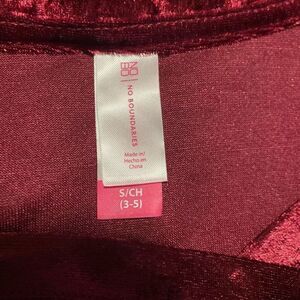 NO
BO
NO BOUNDARIES
Made in/
Hecho en
China
S/CH
(3-5)